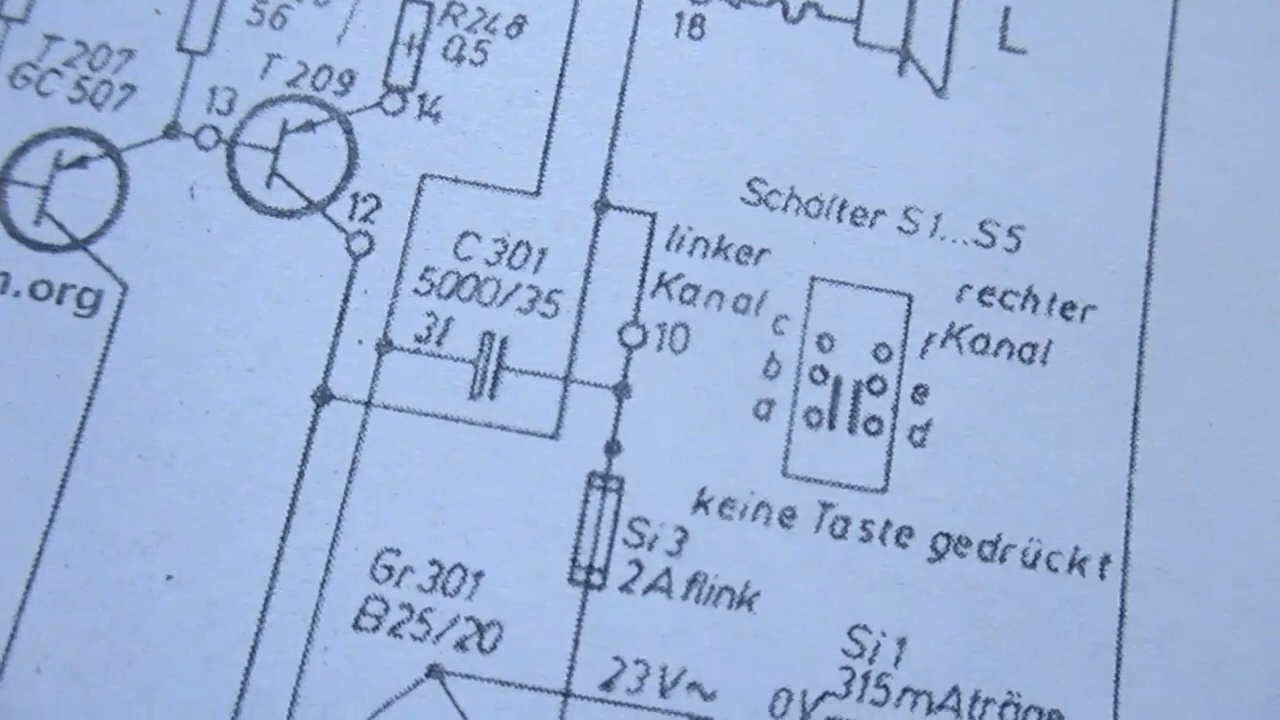 56
R248
0,5
T 207
GC 507
T 209
13
14
12
n.org
18
L
C 301
5000/35
31
linker
Kanal
10
Schalter S1...S5
rechter
Kanal
c
f
b
e
a
d
keine Taste gedrückt
Si 3
2A flink
Gr 301
B25/20
23V~
Si 1
315mA träge
0V